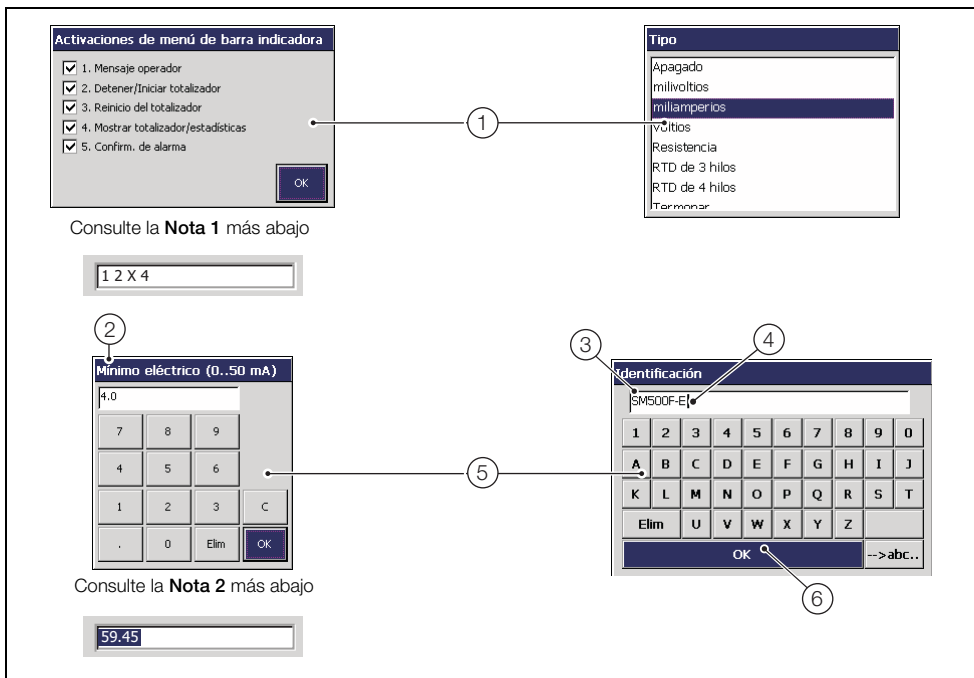 Activaciones de menú de barra indicadora
1. Mensaje operador
2. Detener/Iniciar totalizador
3. Reinicio del totalizador
4. Mostrar totalizador/estadísticas
5. Confirm. de alarma
OK
Consulte la Nota 1 más abajo
1 2 X 4
1
Tipo
Apagado
milivoltios
miliamperios
voltios
Resistencia
RTD de 3 hilos
RTD de 4 hilos
Termopar
2
Mínimo eléctrico (0..50 mA)
4.0
7 8 9
4 5 6
1 2 3 C
. 0 Elim OK
Consulte la Nota 2 más abajo
59.45
5
3
4
Identificación
SM500F-E
1 2 3 4 5 6 7 8 9 0
A B C D E F G H I J
K L M N O P Q R S T
Elim U V W X Y Z
OK -->abc..
6